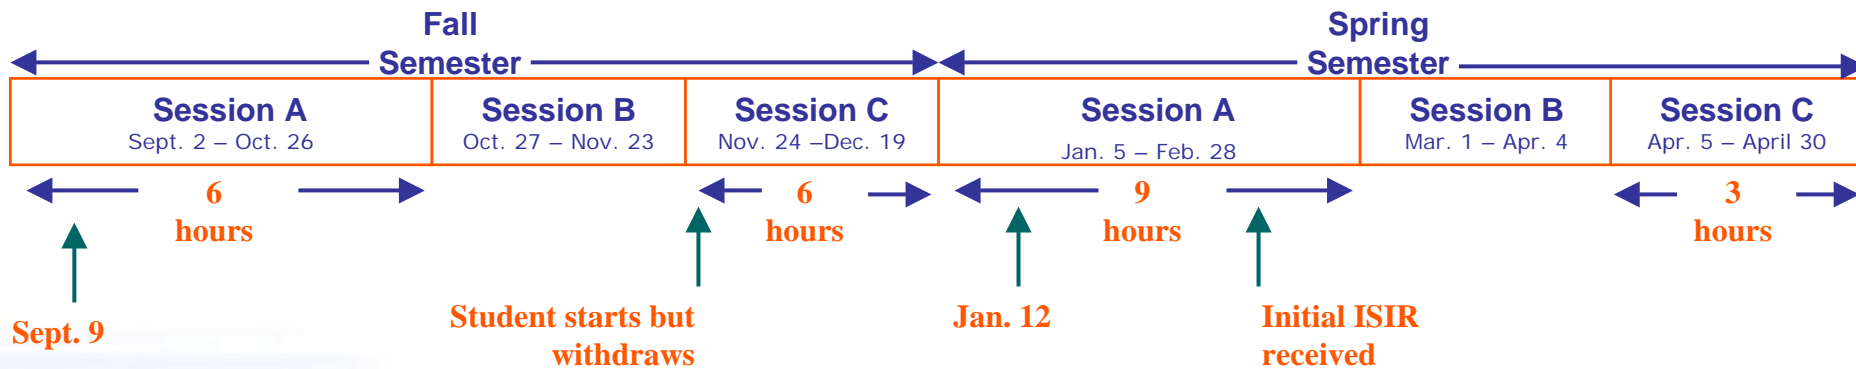 Fall
Semester
Spring
Semester
Session A
Sept. 2 – Oct. 26
Session B
Oct. 27 – Nov. 23
Session C
Nov. 24 –Dec. 19
Session A
Jan. 5 – Feb. 28
Session B
Mar. 1 – Apr. 4
Session C
Apr. 5 – April 30
6
hours
6
hours
9
hours
3
hours
Sept. 9
Student starts but
withdraws
Jan. 12
Initial ISIR
received